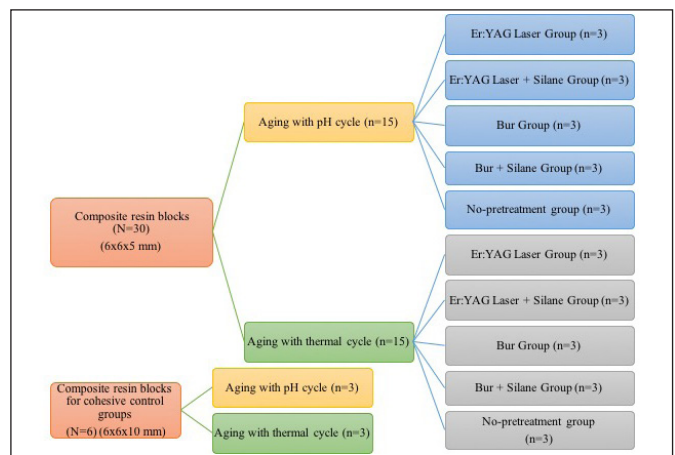 Er:YAG Laser Group (n=3)
Er:YAG Laser + Silane Group (n=3)
Aging with pH cycle (n=15)
Bur Group (n=3)
Bur + Silane Group (n=3)
No-pretreatment group (n=3)
Composite resin blocks
(N=30)
(6x6x5 mm)
Er:YAG Laser Group (n=3)
Er:YAG Laser + Silane Group (n=3)
Aging with thermal cycle (n=15)
Bur Group (n=3)
Bur + Silane Group (n=3)
No-pretreatment group
(n=3)
Composite resin blocks
for cohesive control
groups
(N=6) (6x6x10 mm)
Aging with pH cycle (n=3)
Aging with thermal cycle (n=3)